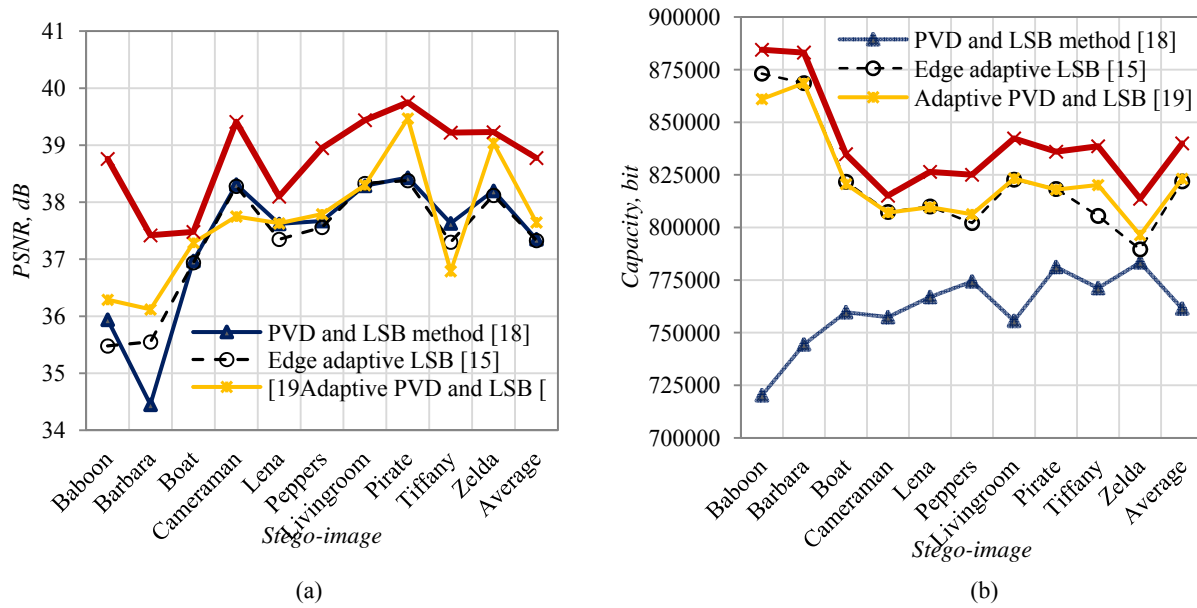 41
40
39
38
37
36
35
34
PSNR, dB
PVD and LSB method [18]
Edge adaptive LSB [15]
[19Adaptive PVD and LSB [
Baboon
Barbara
Boat
Cameraman
Lena
Peppers
Livingroom
Pirate
Tiffany
Zelda
Average
Stego-image
(a)
900000
875000
850000
825000
800000
775000
750000
725000
700000
Capacity, bit
PVD and LSB method [18]
Edge adaptive LSB [15]
Adaptive PVD and LSB [19]
Baboon
Barbara
Boat
Cameraman
Lena
Peppers
Livingroom
Pirate
Tiffany
Zelda
Average
Stego-image
(b)